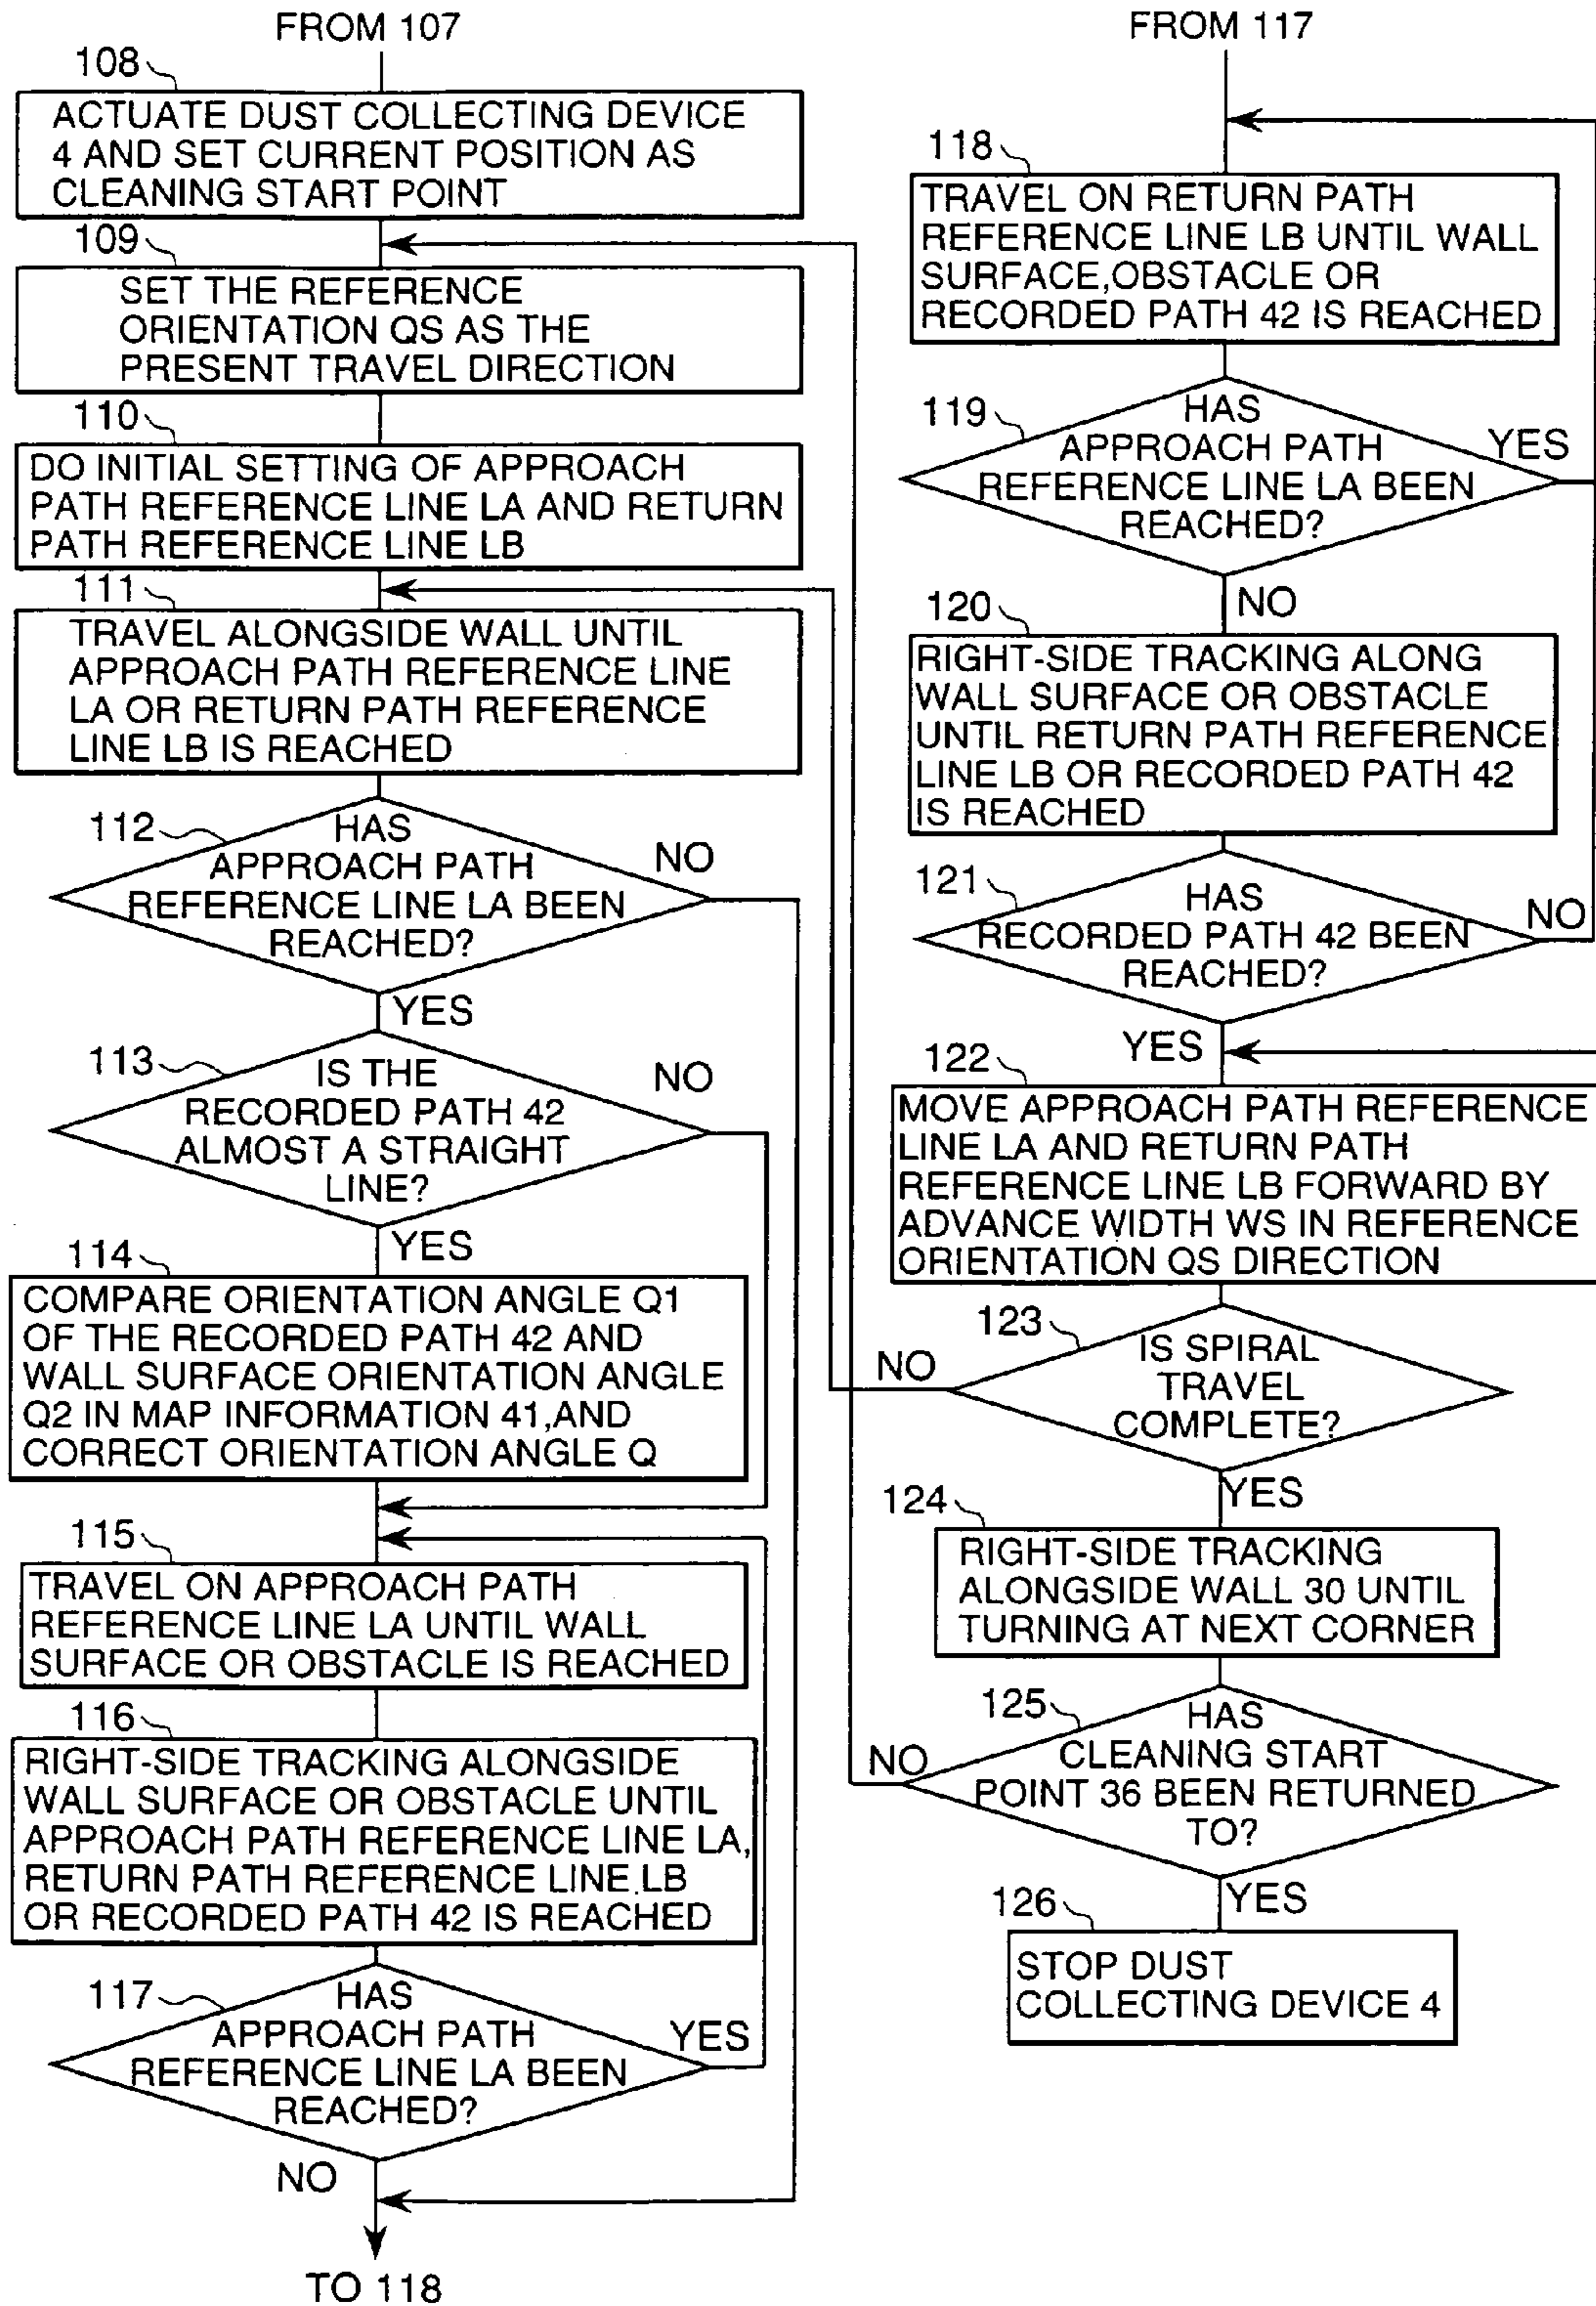 FROM 107
108
ACTUATE DUST COLLECTING DEVICE
4 AND SET CURRENT POSITION AS
CLEANING START POINT
109
SET THE REFERENCE
ORIENTATION QS AS THE
PRESENT TRAVEL DIRECTION
110
DO INITIAL SETTING OF APPROACH
PATH REFERENCE LINE LA AND RETURN
PATH REFERENCE LINE LB
111
TRAVEL ALONGSIDE WALL UNTIL
APPROACH PATH REFERENCE LINE
LA OR RETURN PATH REFERENCE
LINE LB IS REACHED
112
HAS
APPROACH PATH
REFERENCE LINE LA BEEN
REACHED?
NO
YES
113
IS THE
RECORDED PATH 42
ALMOST A STRAIGHT
LINE?
NO
YES
114
COMPARE ORIENTATION ANGLE Q1
OF THE RECORDED PATH 42 AND
WALL SURFACE ORIENTATION ANGLE
Q2 IN MAP INFORMATION 41,AND
CORRECT ORIENTATION ANGLE Q
115
TRAVEL ON APPROACH PATH
REFERENCE LINE LA UNTIL WALL
SURFACE OR OBSTACLE IS REACHED
116
RIGHT-SIDE TRACKING ALONGSIDE
WALL SURFACE OR OBSTACLE UNTIL
APPROACH PATH REFERENCE LINE LA,
RETURN PATH REFERENCE LINE.LB
OR RECORDED PATH 42 IS REACHED
117
HAS
APPROACH PATH
REFERENCE LINE LA BEEN
REACHED?
YES
NO
TO 118
FROM 117
118
TRAVEL ON RETURN PATH
REFERENCE LINE LB UNTIL WALL
SURFACE,OBSTACLE OR
RECORDED PATH 42 IS REACHED
119
HAS
APPROACH PATH
REFERENCE LINE LA BEEN
REACHED?
YES
NO
120
RIGHT-SIDE TRACKING ALONG
WALL SURFACE OR OBSTACLE
UNTIL RETURN PATH REFERENCE
LINE LB OR RECORDED PATH 42
IS REACHED
121
HAS
RECORDED PATH 42 BEEN
REACHED?
NO
YES
122
MOVE APPROACH PATH REFERENCE
LINE LA AND RETURN PATH
REFERENCE LINE LB FORWARD BY
ADVANCE WIDTH WS IN REFERENCE
ORIENTATION QS DIRECTION
123
IS SPIRAL
TRAVEL
COMPLETE?
NO
YES
124
RIGHT-SIDE TRACKING
ALONGSIDE WALL 30 UNTIL
TURNING AT NEXT CORNER
125
HAS
CLEANING START
POINT 36 BEEN RETURNED
TO?
NO
YES
126
STOP DUST
COLLECTING DEVICE 4